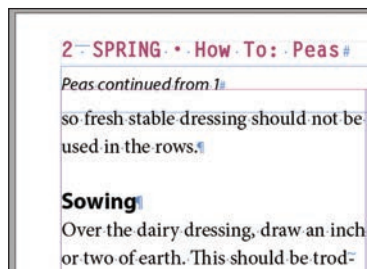 2 SPRING • How To: Peas
Peas continued from 1
so fresh stable dressing should not be
used in the rows.
Sowing
Over the dairy dressing, draw an inch
or two of earth. This should be trod-